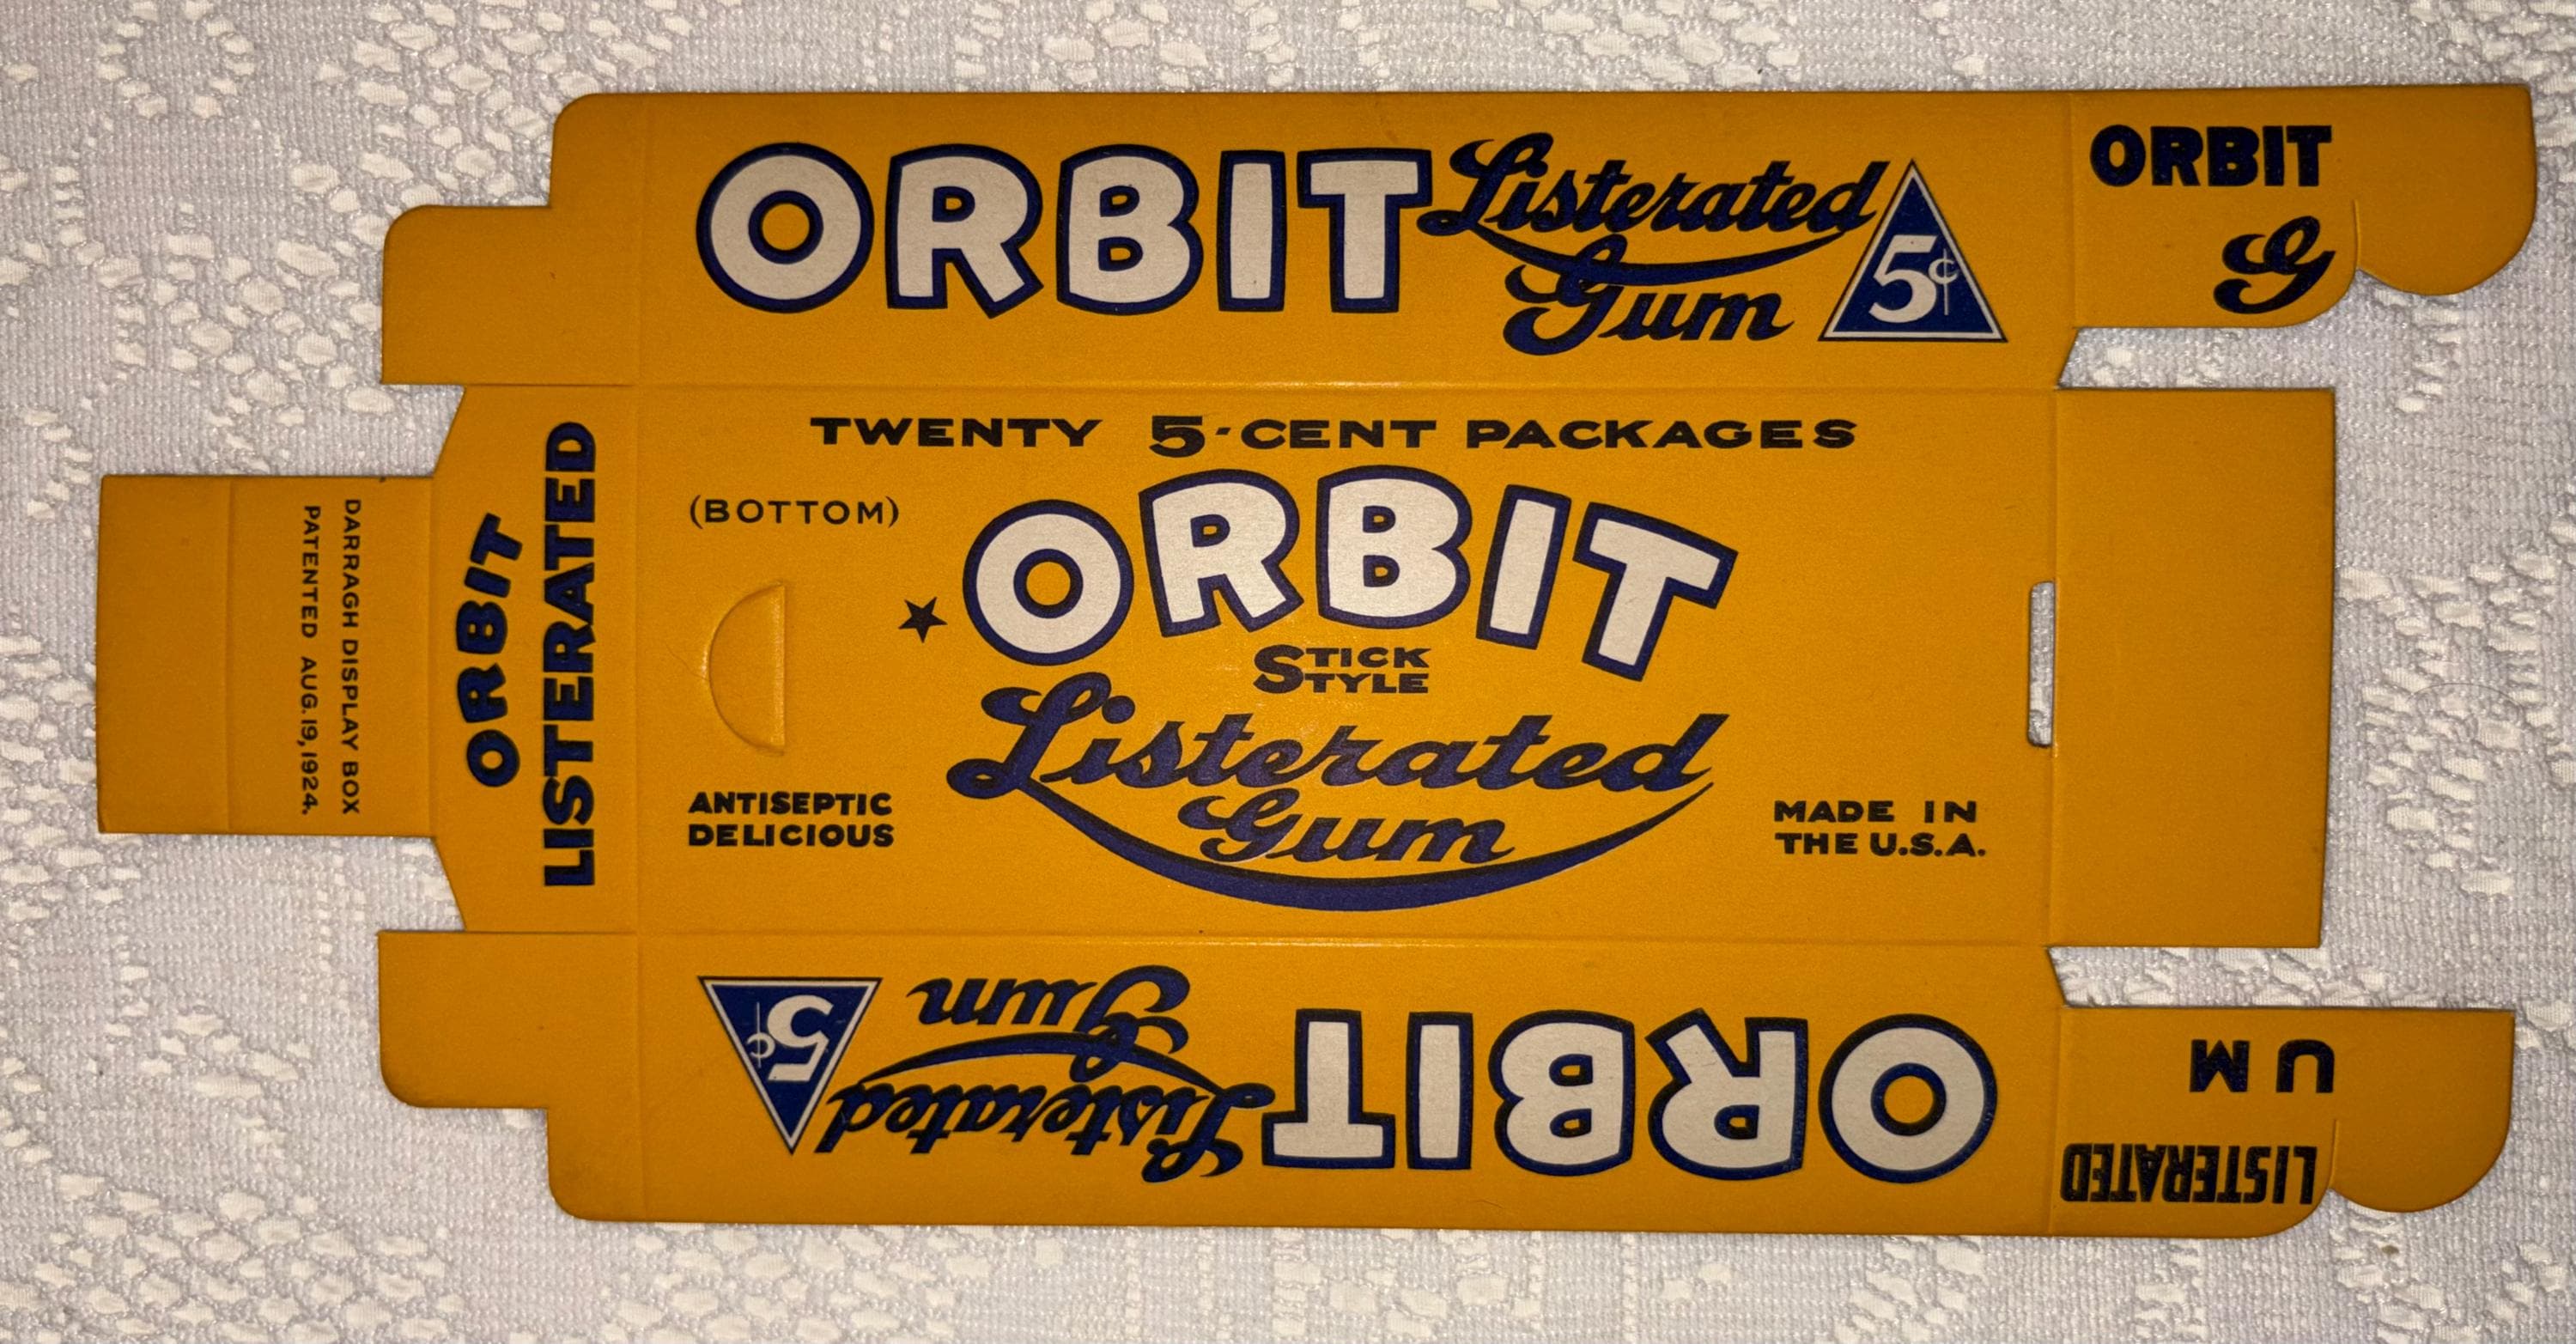 ORBIT Listerated
Gum
5¢
ORBIT
G
TWENTY 5-CENT PACKAGES
(BOTTOM)
ORBIT
STICK
STYLE
Listerated
Gum
ANTISEPTIC
DELICIOUS
MADE IN
THE U.S.A.
ORBIT
LISTERATED
DARRAGH DISPLAY BOX
PATENTED AUG. 19, 1924.
ORBIT Listerated
Gum
5¢
LISTERATED
UM